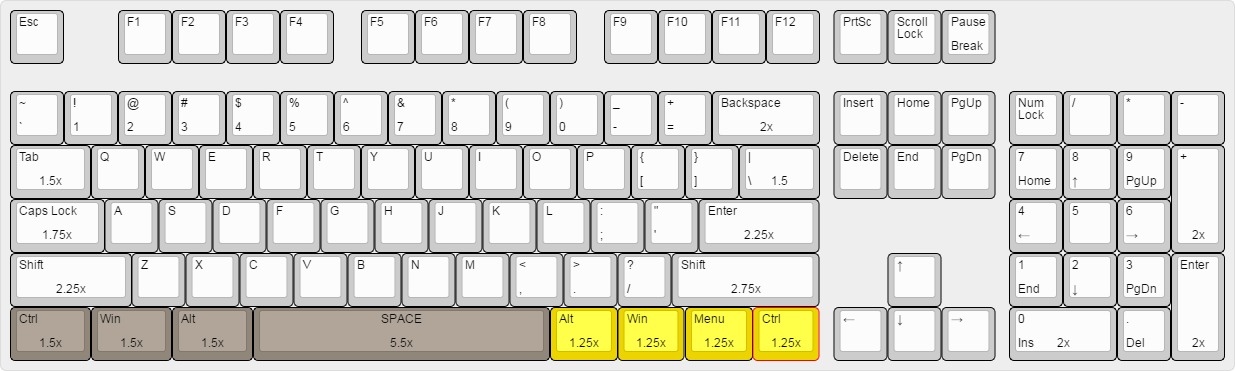 Esc F1 F2 F3 F4 F5 F6 F7 F8 F9 F10 F11 F12 PrtSc Scroll Lock Pause Break
~ ! @ # $ % ^ & * ( ) _ + Backspace Insert Home PgUp Num Lock / * -
` 1 2 3 4 5 6 7 8 9 0 - = 2x
Tab Q W E R T Y U I O P { } | Delete End PgDn 7 8 9 +
1.5x [ ] \ 1.5 Home ↑ PgUp
Caps Lock A S D F G H J K L : " Enter 4 5 6
1.75x ; ' 2.25x ← → 2x
Shift Z X C V B N M < > ? Shift ↑ 1 2 3 Enter
2.25x , . / 2.75x End ↓ PgDn
Ctrl Win Alt SPACE Alt Win Menu Ctrl ← ↓ → 0 .
1.5x 1.5x 1.5x 5.5x 1.25x 1.25x 1.25x 1.25x Ins 2x Del 2x